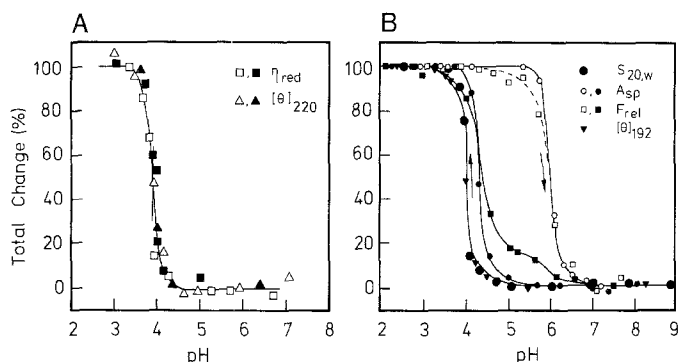 A
B
100
80
60
40
20
0
Total Change (%)
2 3 4 5 6 7 8
pH
□,■ ηred
△,▲ [θ]220
100
80
60
40
20
0
2 3 4 5 6 7 8 9
pH
● S20,w
○,● Asp
□,■ Frel
▼ [θ]192